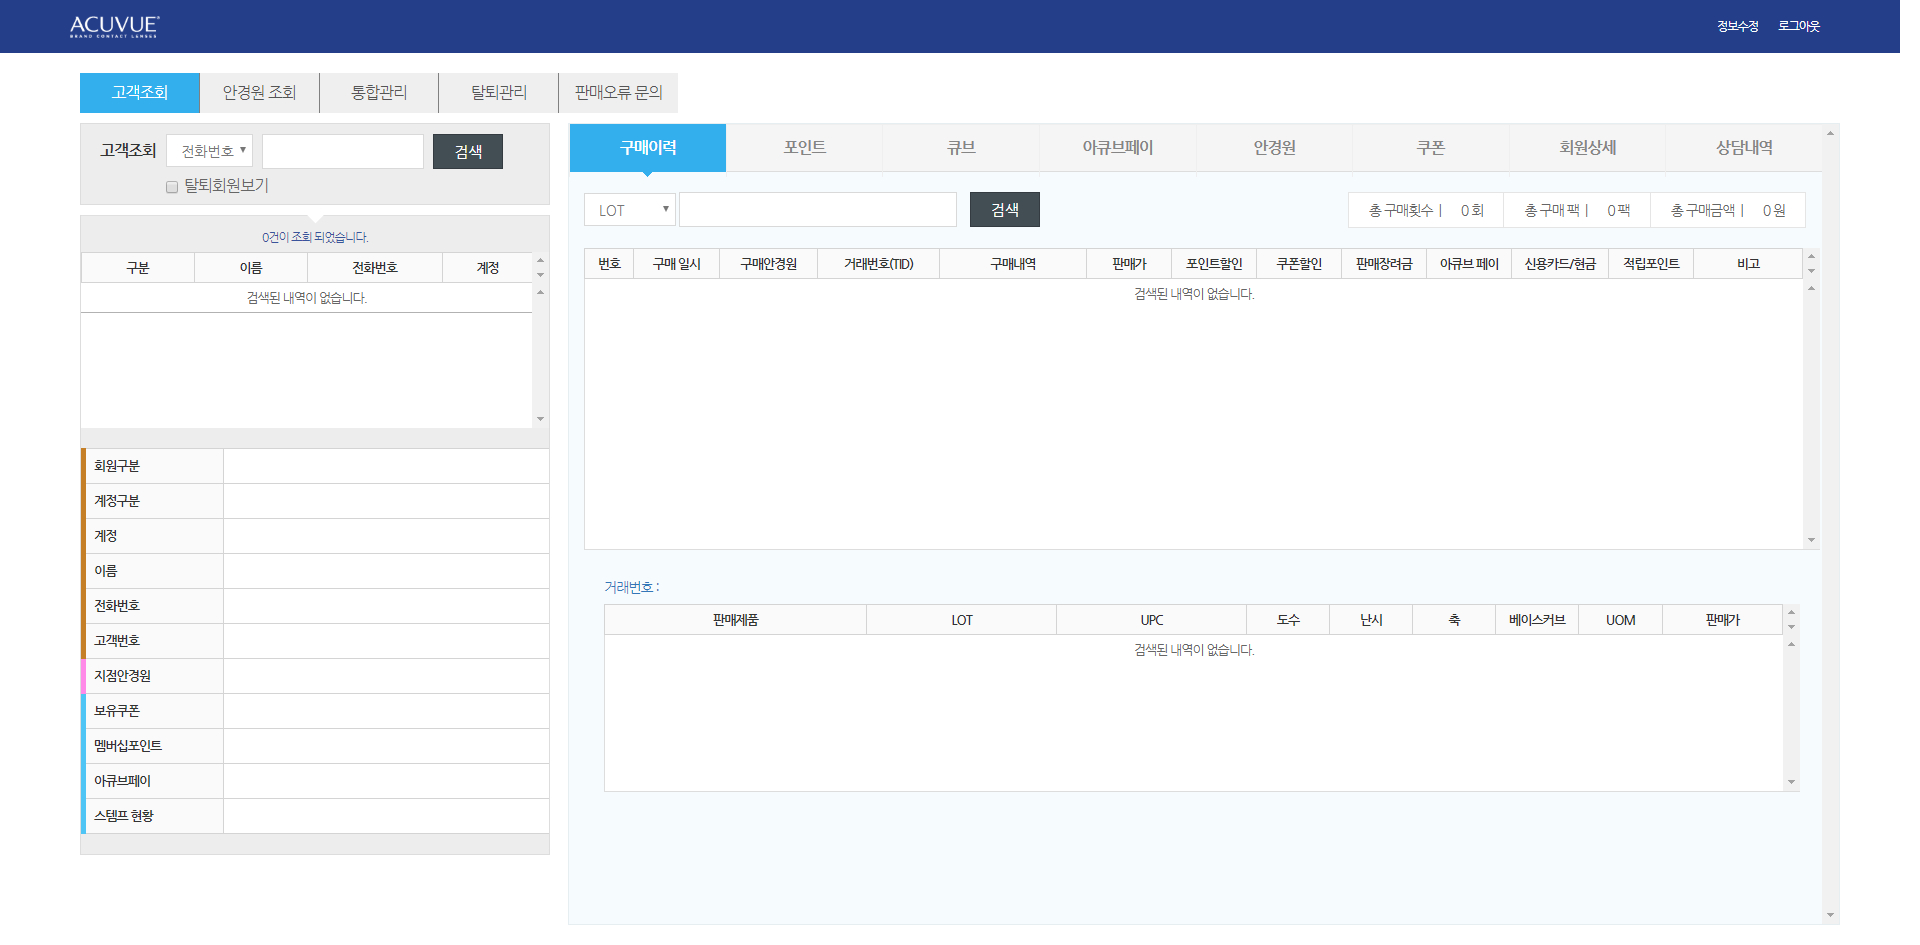 ACUVUE®
BRAND CONTACT LENSES
정보수정 로그아웃
고객조회 안경원 조회 통합관리 탈퇴관리 판매오류 문의
고객조회 전화번호 검색
탈퇴회원보기
0건이 조회 되었습니다.
구분 이름 전화번호 계정
검색된 내역이 없습니다.
회원구분
계정구분
계정
이름
전화번호
고객번호
지점안경원
보유쿠폰
멤버십포인트
아큐브페이
스템프 현황
구매이력 포인트 큐브 아큐브페이 안경원 쿠폰 회원상세 상담내역
LOT 검색 총 구매횟수 | 0 회 총 구매 팩 | 0 팩 총 구매금액 | 0 원
번호 구매 일시 구매안경원 거래번호(TID) 구매내역 판매가 포인트할인 쿠폰할인 판매장려금 아큐브 페이 신용카드/현금 적립포인트 비고
검색된 내역이 없습니다.
거래번호 :
판매제품 LOT UPC 도수 난시 축 베이스커브 UOM 판매가
검색된 내역이 없습니다.